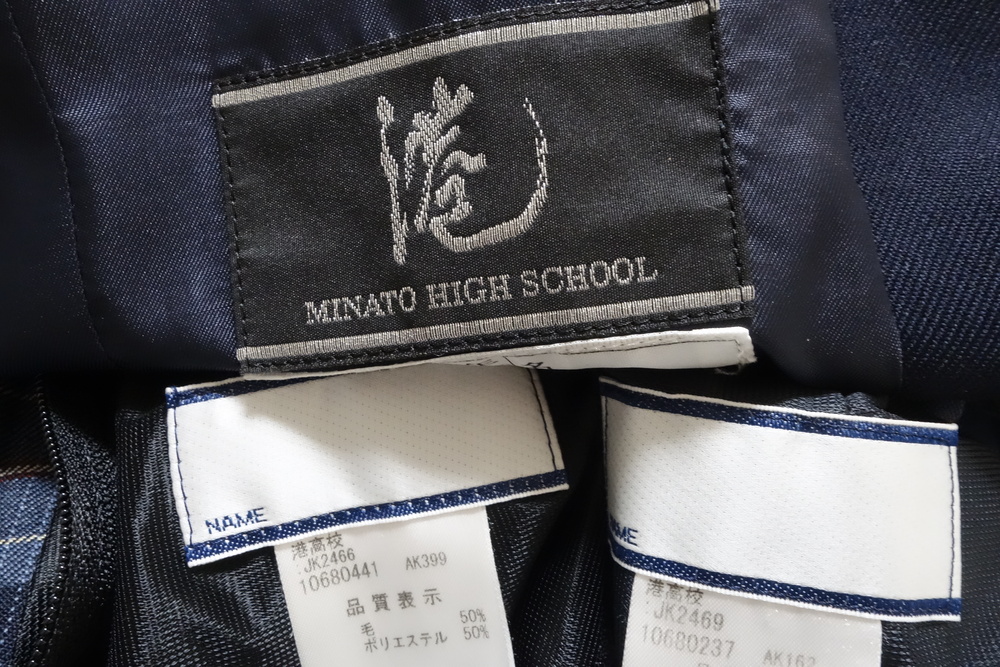 港
MINATO HIGH SCHOOL
NAME
港高校
:JK2466
10680441 AK399
品質表示
毛 50%
ポリエステル 50%
港高校
:JK2469
10680237